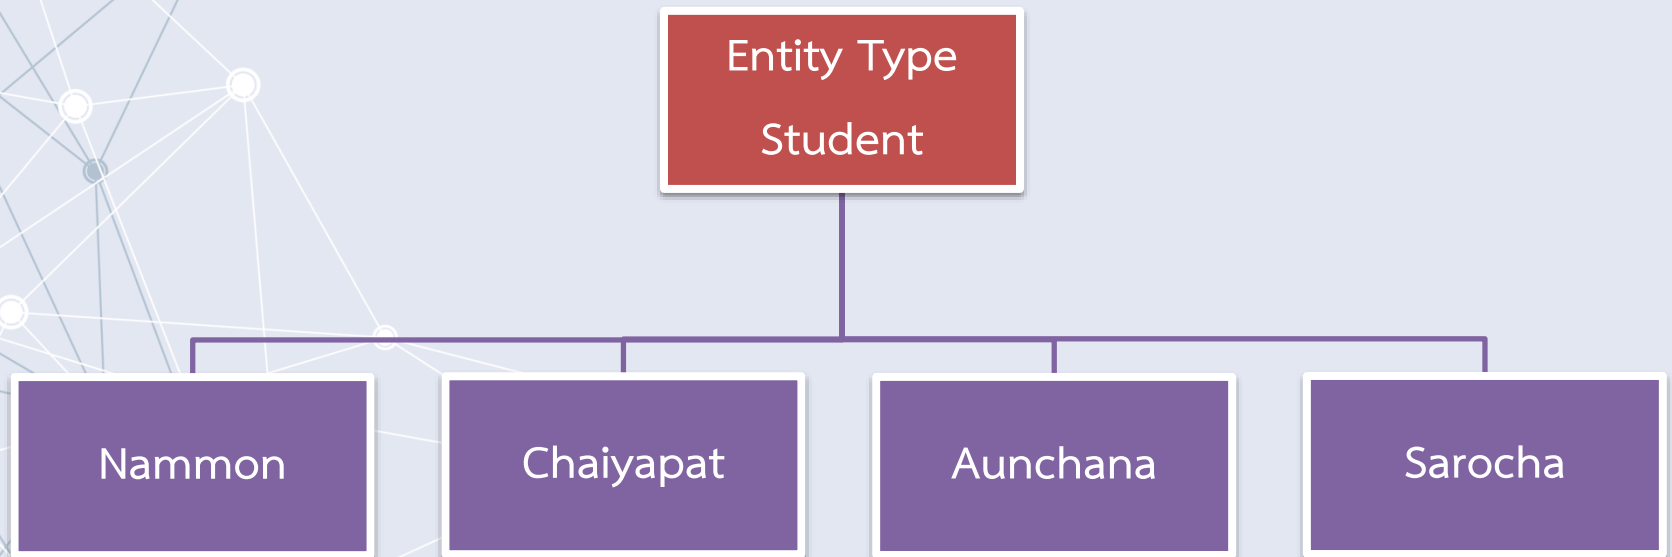 Entity Type
Student
Nammon
Chaiyapat
Aunchana
Sarocha